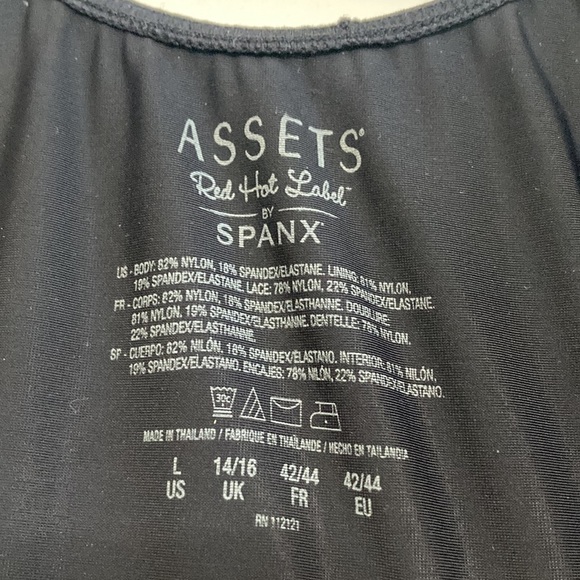 ASSETS®
Red Hot Label™
BY
SPANX®
US - BODY: 82% NYLON, 18% SPANDEX/ELASTANE. LINING: 81% NYLON,
19% SPANDEX/ELASTANE. LACE: 78% NYLON, 22% SPANDEX/ELASTANE.
FR - CORPS: 82% NYLON, 18% SPANDEX/ELASTHANNE. DOUBLURE:
81% NYLON, 19% SPANDEX/ELASTHANNE. DENTELLE: 78% NYLON,
22% SPANDEX/ELASTHANNE.
SP - CUERPO: 82% NILÓN, 18% SPANDEX/ELASTANO. INTERIOR: 81% NILÓN,
19% SPANDEX/ELASTANO. ENCAJES: 78% NILÓN, 22% SPANDEX/ELASTANO.
30c
MADE IN THAILAND / FABRIQUE EN THAÏLANDE / HECHO EN TAILANDIA
L 14/16 42/44 42/44
US UK FR EU
RN 112121